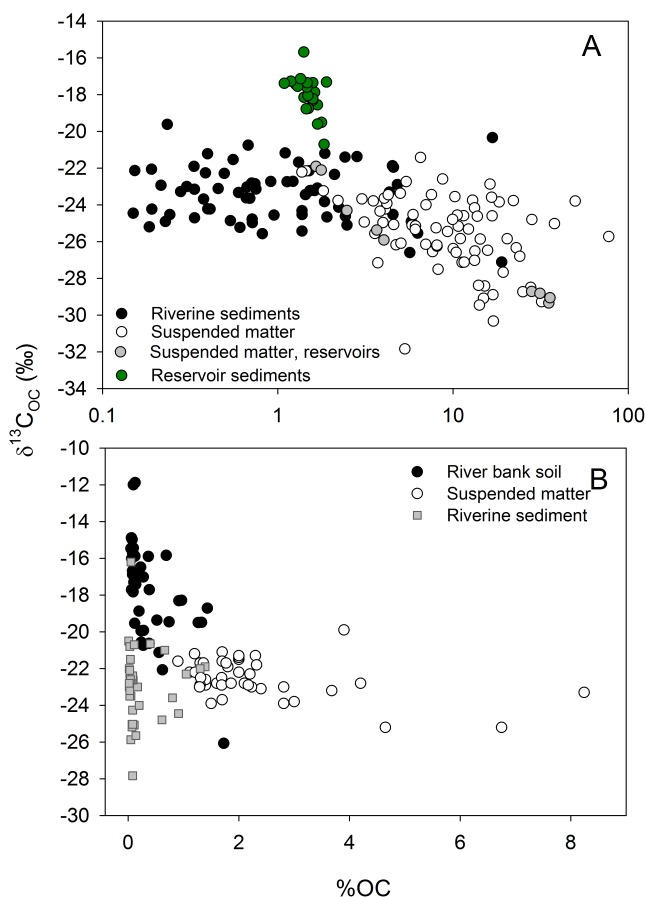 -14
A
-16
-18
-20
-22
-24
-26
-28
-30
-32
-34
Riverine sediments
Suspended matter
Suspended matter, reservoirs
Reservoir sediments
0.1 1 10 100
δ¹³C_OC (‰)
-10
-12
-14
-16
-18
-20
-22
-24
-26
-28
-30
River bank soil
B
Suspended matter
Riverine sediment
0 2 4 6 8
%OC